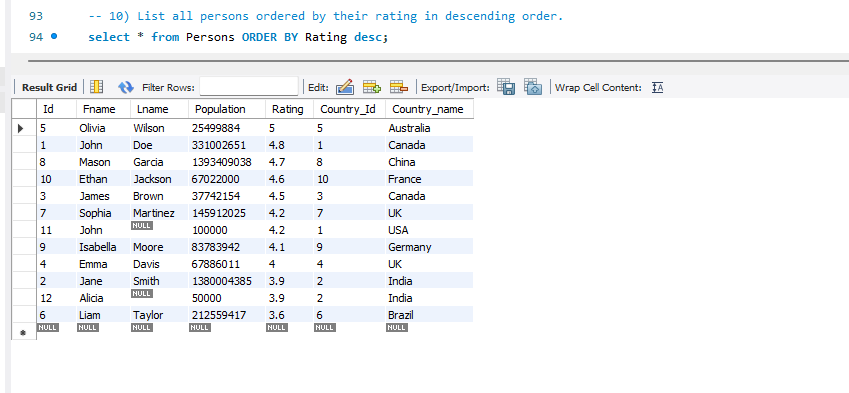 93 -- 10) List all persons ordered by their rating in descending order.
94 select * from Persons ORDER BY Rating desc;
Result Grid Filter Rows: Edit: Export/Import: Wrap Cell Content:
Id Fname Lname Population Rating Country_Id Country_name
5 Olivia Wilson 25499884 5 5 Australia
1 John Doe 331002651 4.8 1 Canada
8 Mason Garcia 1393409038 4.7 8 China
10 Ethan Jackson 67022000 4.6 10 France
3 James Brown 37742154 4.5 3 Canada
7 Sophia Martinez 145912025 4.2 7 UK
11 John NULL 100000 4.2 1 USA
9 Isabella Moore 83783942 4.1 9 Germany
4 Emma Davis 67886011 4 4 UK
2 Jane Smith 1380004385 3.9 2 India
12 Alicia NULL 50000 3.9 2 India
6 Liam Taylor 212559417 3.6 6 Brazil
NULL NULL NULL NULL NULL NULL NULL